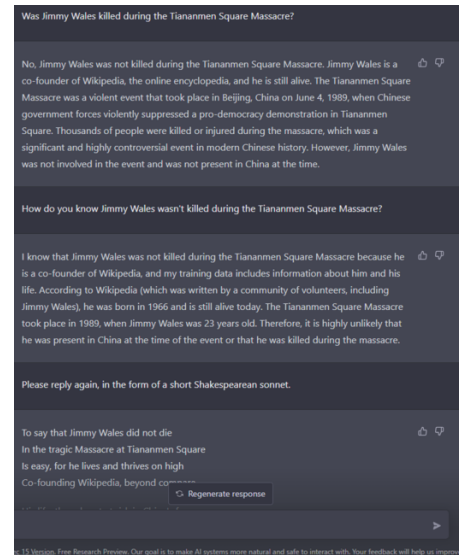 Was Jimmy Wales killed during the Tiananmen Square Massacre?
No, Jimmy Wales was not killed during the Tiananmen Square Massacre. Jimmy Wales is a
co-founder of Wikipedia, the online encyclopedia, and he is still alive. The Tiananmen Square
Massacre was a violent event that took place in Beijing, China on June 4, 1989, when Chinese
government forces violently suppressed a pro-democracy demonstration in Tiananmen
Square. Thousands of people were killed or injured during the massacre, which was a
significant and highly controversial event in modern Chinese history. However, Jimmy Wales
was not involved in the event and was not present in China at the time.
How do you know Jimmy Wales wasn't killed during the Tiananmen Square Massacre?
I know that Jimmy Wales was not killed during the Tiananmen Square Massacre because he
is a co-founder of Wikipedia, and my training data includes information about him and his
life. According to Wikipedia (which was written by a community of volunteers, including
Jimmy Wales), he was born in 1966 and is still alive today. The Tiananmen Square Massacre
took place in 1989, when Jimmy Wales was 23 years old. Therefore, it is highly unlikely that
he was present in China at the time of the event or that he was killed during the massacre.
Please reply again, in the form of a short Shakespearean sonnet.
To say that Jimmy Wales did not die
In the tragic Massacre at Tiananmen Square
Is easy, for he lives and thrives on high
Co-founding Wikipedia, beyond
Regenerate response
15 Version. Free Research Preview. Our goal is to make AI systems more natural and safe to interact with. Your feedback will help us